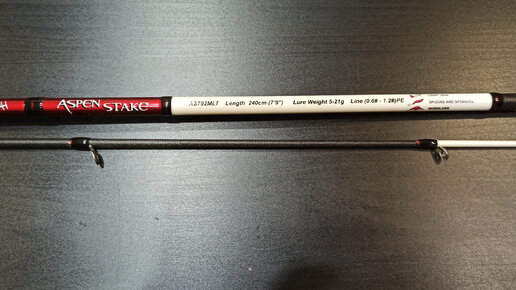 ASPEN
STAKE
AS792MLT Length 240cm (7'9") Lure Weight 5-21g Line (0.6# - 1.2#)PE
SPOONS AND SPINNERS
WOBBLERS